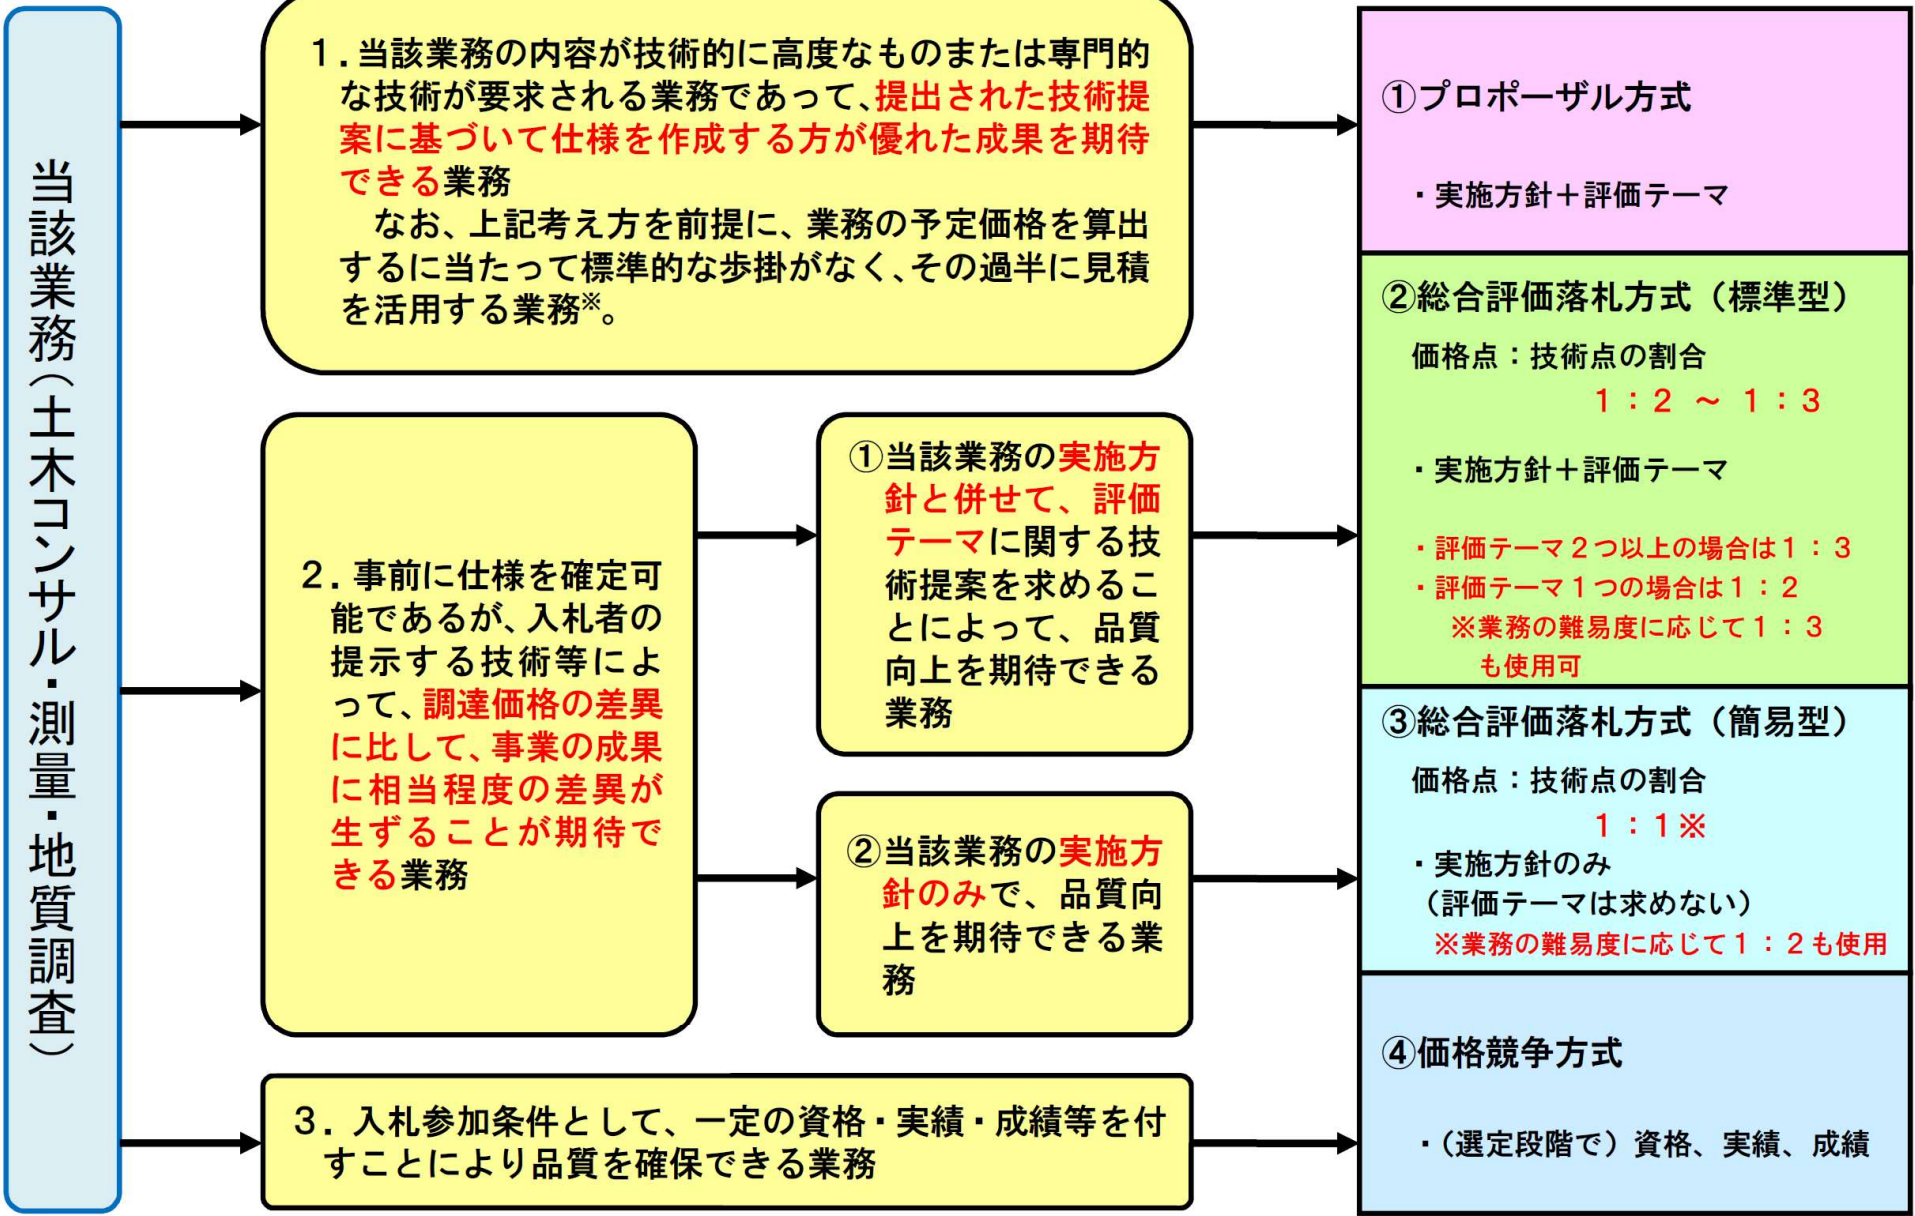 当該業務（土木コンサル・測量・地質調査）
１．当該業務の内容が技術的に高度なものまたは専門的
な技術が要求される業務であって、提出された技術提
案に基づいて仕様を作成する方が優れた成果を期待
できる業務
なお、上記考え方を前提に、業務の予定価格を算出
するに当たって標準的な歩掛がなく、その過半に見積
を活用する業務※。
２．事前に仕様を確定可
能であるが、入札者の
提示する技術等によ
って、調達価格の差異
に比して、事業の成果
に相当程度の差異が
生ずることが期待で
きる業務
①当該業務の実施方
針と併せて、評価
テーマに関する技
術提案を求めるこ
とによって、品質
向上を期待できる
業務
②当該業務の実施方
針のみで、品質向
上を期待できる業
務
３．入札参加条件として、一定の資格・実績・成績等を付
すことにより品質を確保できる業務
①プロポーザル方式
・実施方針＋評価テーマ
②総合評価落札方式（標準型）
価格点：技術点の割合
１：２ ～ １：３
・実施方針＋評価テーマ
・評価テーマ２つ以上の場合は１：３
・評価テーマ１つの場合は１：２
※業務の難易度に応じて１：３
も使用可
③総合評価落札方式（簡易型）
価格点：技術点の割合
１：１※
・実施方針のみ
（評価テーマは求めない）
※業務の難易度に応じて１：２も使用
④価格競争方式
・（選定段階で）資格、実績、成績